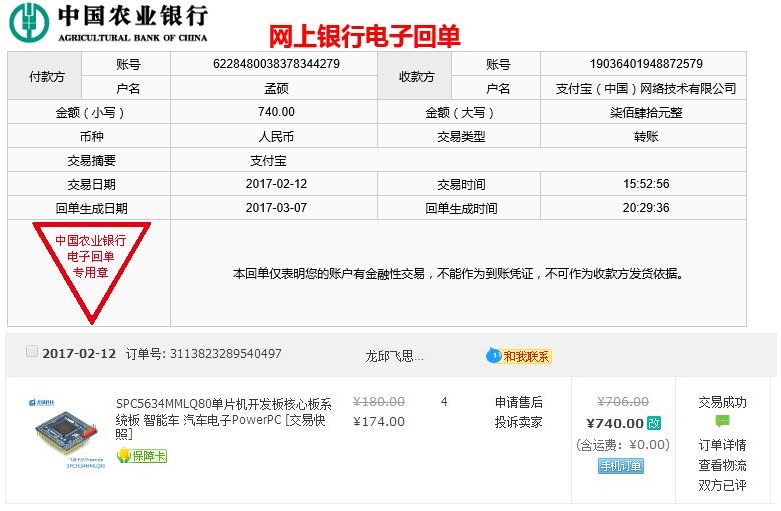 中国农业银行
AGRICULTURAL BANK OF CHINA
网上银行电子回单
付款方 账号 6228480038378344279 收款方 账号 19036401948872579
户名 孟硕 户名 支付宝（中国）网络技术有限公司
金额（小写） 740.00 金额（大写） 柒佰肆拾元整
币种 人民币 交易类型 转账
交易摘要 支付宝
交易日期 2017-02-12 交易时间 15:52:56
回单生成日期 2017-03-07 回单生成时间 20:29:36
中国农业银行
电子回单
专用章
本回单仅表明您的账户有金融性交易，不能作为到账凭证，不可作为收款方发货依据。
2017-02-12 订单号: 3113823289540497 龙邱飞思... 和我联系
SPC5634MMLQ80单片机开发板核心板系 ¥180.00 4 申请售后 ¥706.00 交易成功
统板 智能车 汽车电子PowerPC [交易快 ¥174.00 投诉卖家 ¥740.00 改
照] (含运费: ¥0.00) 订单详情
保障卡 手机订单 查看物流
双方已评
SPC5634MMLQ80